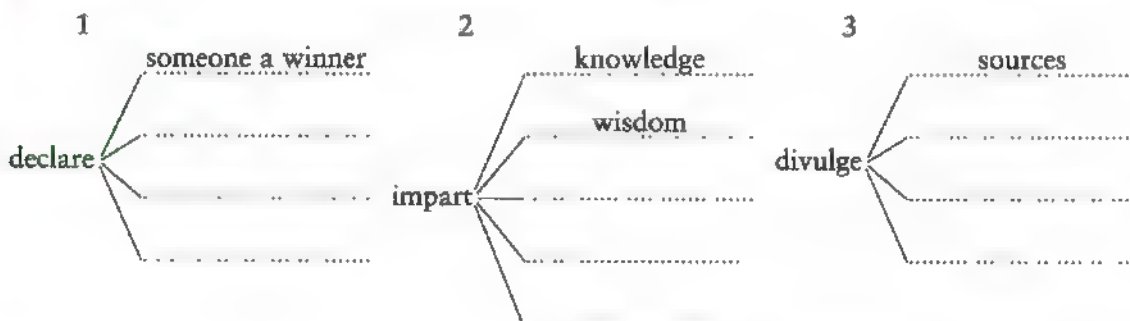 1
someone a winner
declare
2
knowledge
wisdom
impart
3
sources
divulge